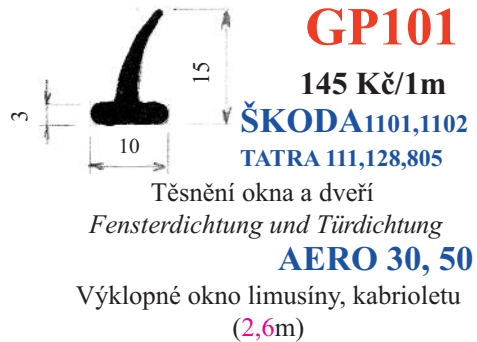 GP101
15
145 Kč/1m
3
ŠKODA1101,1102
10
TATRA 111,128,805
Těsnění okna a dveří
Fensterdichtung und Türdichtung
AERO 30, 50
Výklopné okno limusíny, kabrioletu
(2,6m)